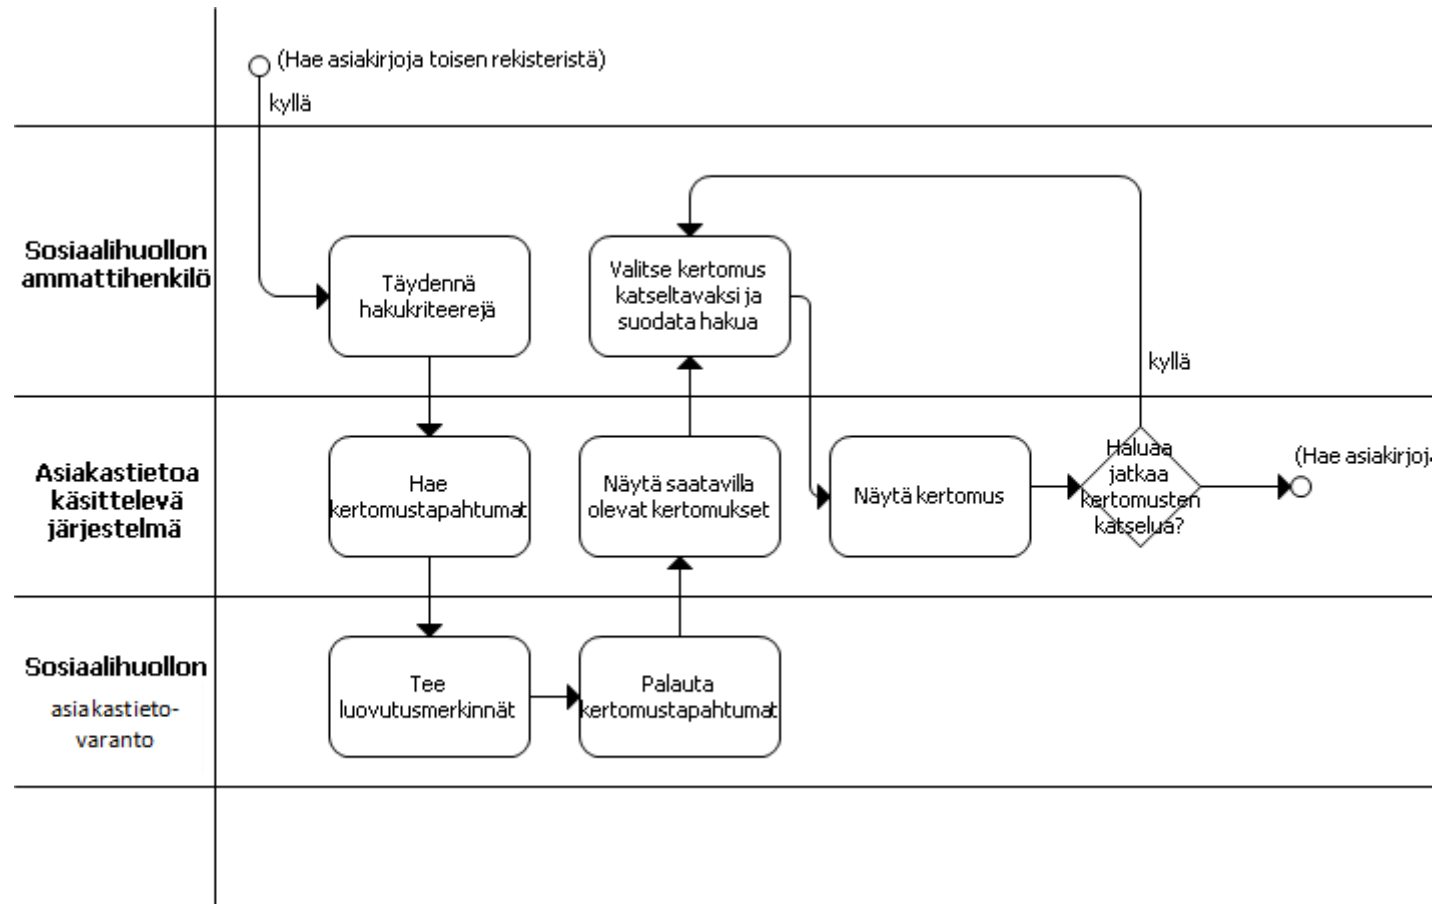 (Hae asiakirjoja toisen rekisteristä)
kyllä
Sosiaalihuollon
ammattihenkilö
Täydennä
hakukriteerejä
Valitse kertomus
katseltavaksi ja
suodata hakua
kyllä
Asiakastietoa
käsittelevä
järjestelmä
Hae
kertomustapahtumat
Näytä saatavilla
olevat kertomukset
Näytä kertomus
Haluaa
jatkaa
kertomusten
katselua?
(Hae asiakirjoja
Sosiaalihuollon
asiakastieto-
varanto
Tee
luovutusmerkinnät
Palauta
kertomustapahtumat